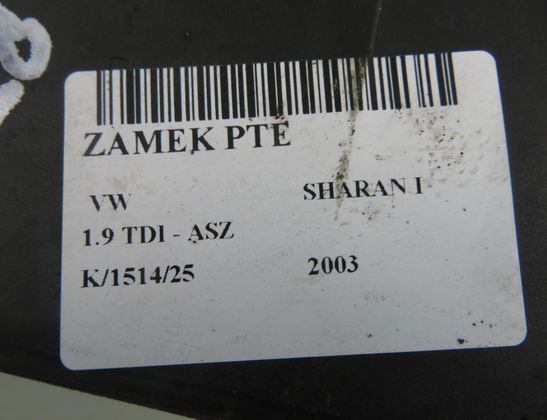 ZAMEK PTE
VW SHARAN I
1.9 TDI - ASZ
K/1514/25 2003